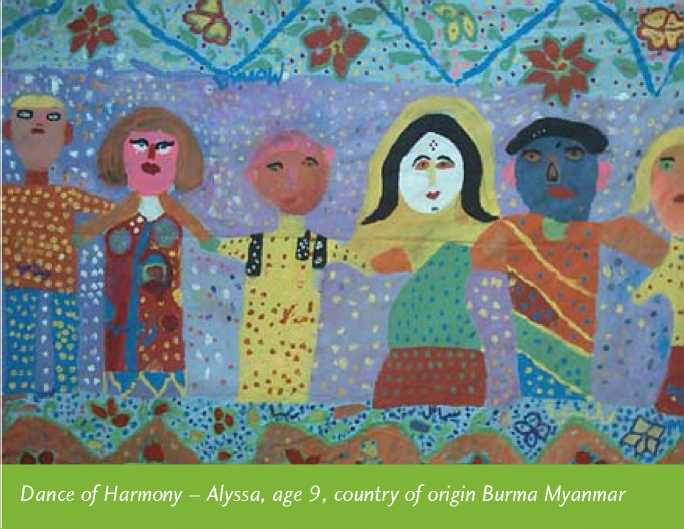 Dance of Harmony – Alyssa, age 9, country of origin Burma Myanmar